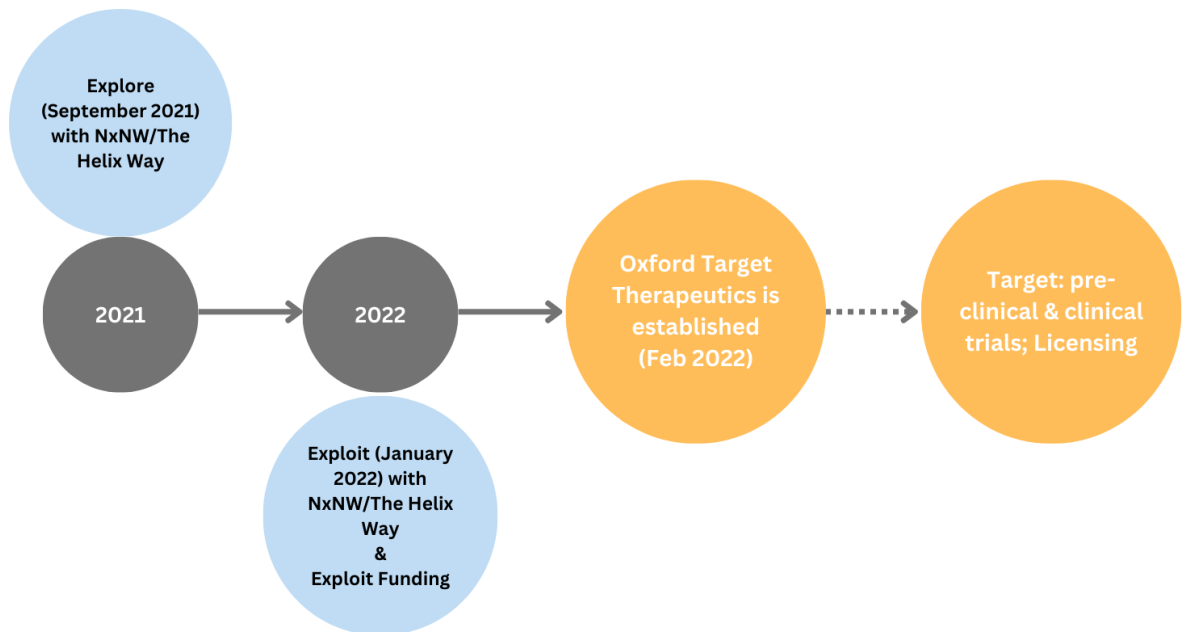 Explore
(September 2021)
with NxNW/The
Helix Way
2021
2022
Exploit (January
2022) with
NxNW/The Helix
Way
&
Exploit Funding
Oxford Target
Therapeutics is
established
(Feb 2022)
Target: pre-
clinical & clinical
trials; Licensing